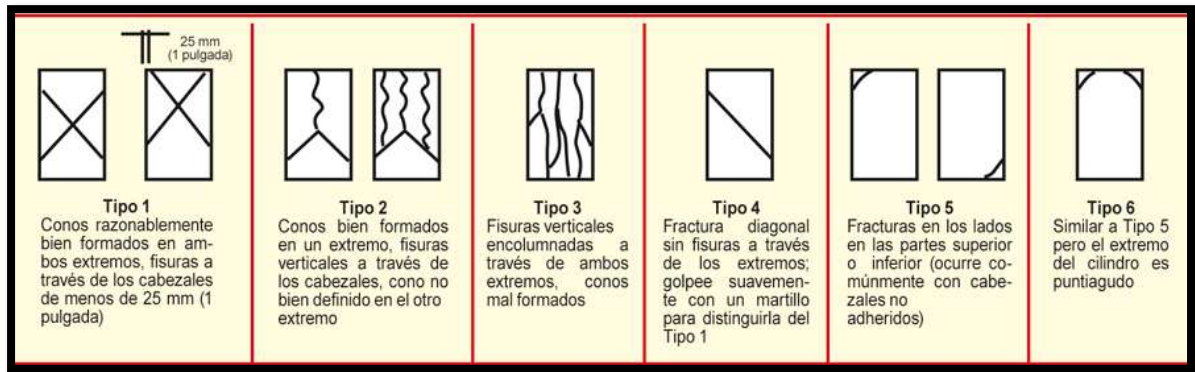 25 mm
(1 pulgada)
Tipo 1
Conos razonablemente
bien formados en am-
bos extremos, fisuras a
través de los cabezales
de menos de 25 mm (1
pulgada)
Tipo 2
Conos bien formados
en un extremo, fisuras
verticales a través de
los cabezales, cono no
bien definido en el otro
extremo
Tipo 3
Fisuras verticales
encolumnadas a
través de ambos
extremos, conos
mal formados
Tipo 4
Fractura diagonal
sin fisuras a través
de los extremos;
golpee suavemen-
te con un martillo
para distinguirla del
Tipo 1
Tipo 5
Fracturas en los lados
en las partes superior
o inferior (ocurre co-
múnmente con cabe-
zales no
adheridos)
Tipo 6
Similar a Tipo 5
pero el extremo
del cilindro es
puntiagudo